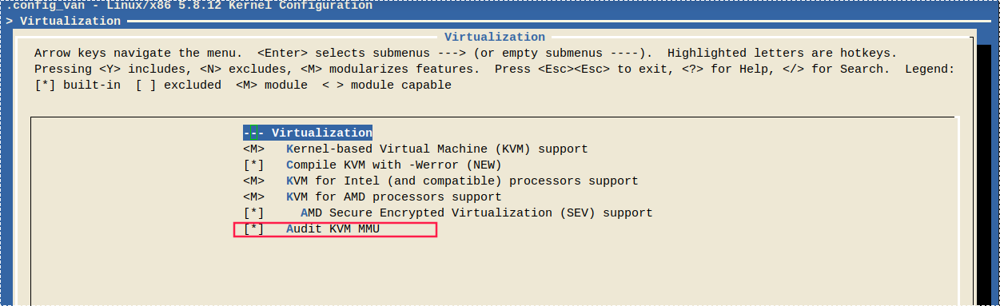 .config_van - Linux/x86 5.8.12 Kernel Configuration
> Virtualization
Virtualization
Arrow keys navigate the menu.  <Enter> selects submenus ---> (or empty submenus ----).  Highlighted letters are hotkeys.
Pressing <Y> includes, <N> excludes, <M> modularizes features.  Press <Esc><Esc> to exit, <?> for Help, </> for Search.  Legend:
[*] built-in  [ ] excluded  <M> module  < > module capable
--- Virtualization
<M>   Kernel-based Virtual Machine (KVM) support
[*]   Compile KVM with -Werror (NEW)
<M>   KVM for Intel (and compatible) processors support
<M>   KVM for AMD processors support
[*]     AMD Secure Encrypted Virtualization (SEV) support
[*]   Audit KVM MMU